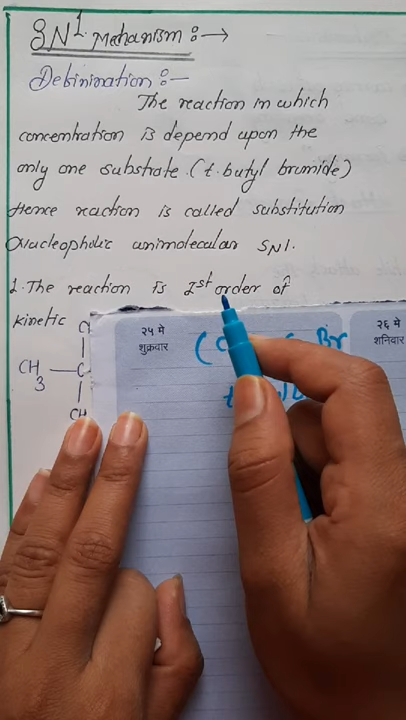 SN¹ Mechanism :→
Debinination :-
The reaction in which
concentration is depend upon the
only one substrate. (t. butyl bromide)
Hence reaction is called substitution
Nucleophilic unimolecular SN1.
1. The reaction is 1st order of
kinetic
CH3 — C
CH
२५ मे
शुक्रवार
२६ मे
शनिवार
Br